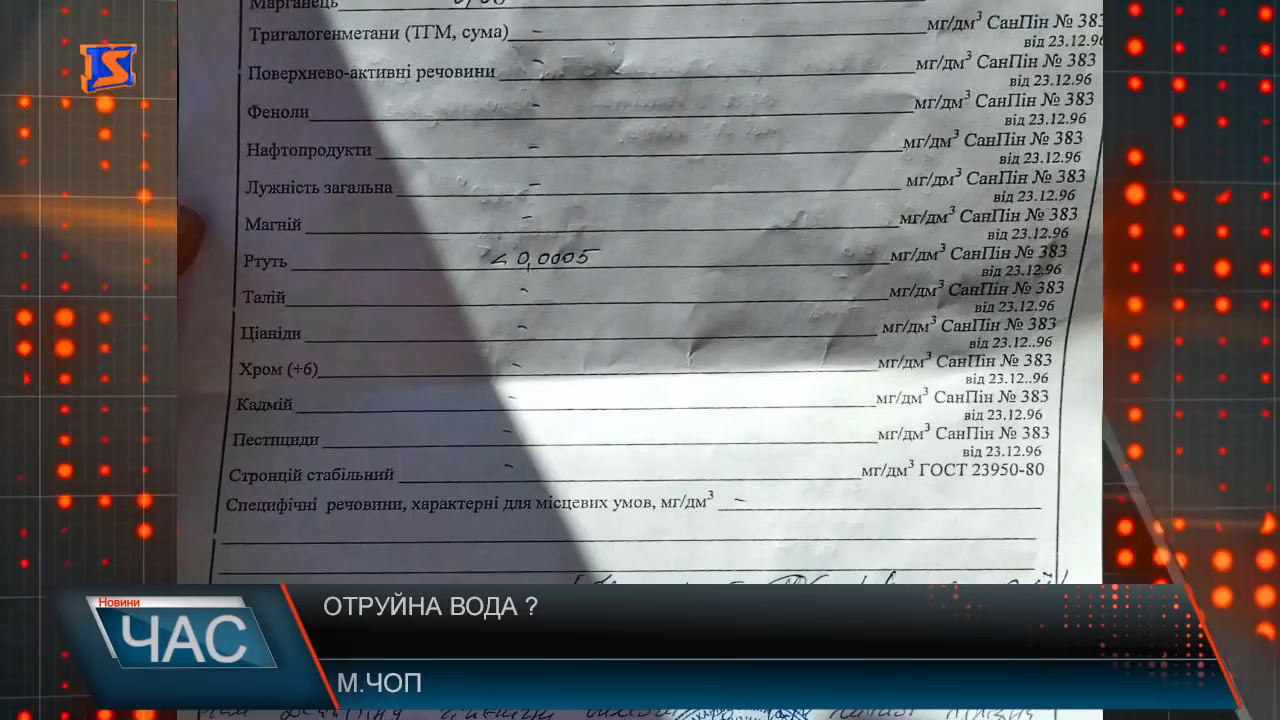 Марганець
Тригалогенметани (ТГМ, сума) - мг/дм³ СанПін № 383
від 23.12.96
Поверхнево-активні речовини - мг/дм³ СанПін № 383
від 23.12.96
Феноли - мг/дм³ СанПін № 383
від 23.12.96
Нафтопродукти - мг/дм³ СанПін № 383
від 23.12.96
Лужність загальна - мг/дм³ СанПін № 383
від 23.12.96
Магній - мг/дм³ СанПін № 383
від 23.12.96
Ртуть < 0,0005 мг/дм³ СанПін № 383
від 23.12.96
Талій - мг/дм³ СанПін № 383
від 23.12.96
Ціаніди - мг/дм³ СанПін № 383
від 23.12..96
Хром (+6) - мг/дм³ СанПін № 383
від 23.12..96
Кадмій - мг/дм³ СанПін № 383
від 23.12.96
Пестициди - мг/дм³ СанПін № 383
від 23.12.96
Стронцій стабільний - мг/дм³ ГОСТ 23950-80
Специфічні речовини, характерні для місцевих умов, мг/дм³ -
Новини
ЧАС
ОТРУЙНА ВОДА ?
М.ЧОП